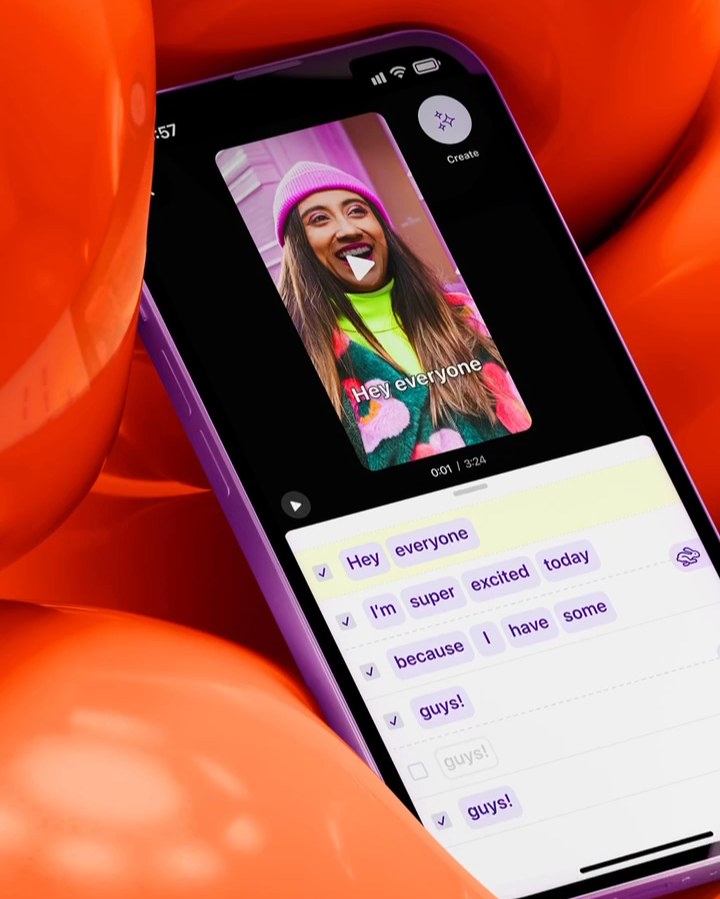 :57
Create
Hey everyone
0:01 | 3:24
Hey everyone
I'm super excited today
because I have some
guys!
guys!
guys!